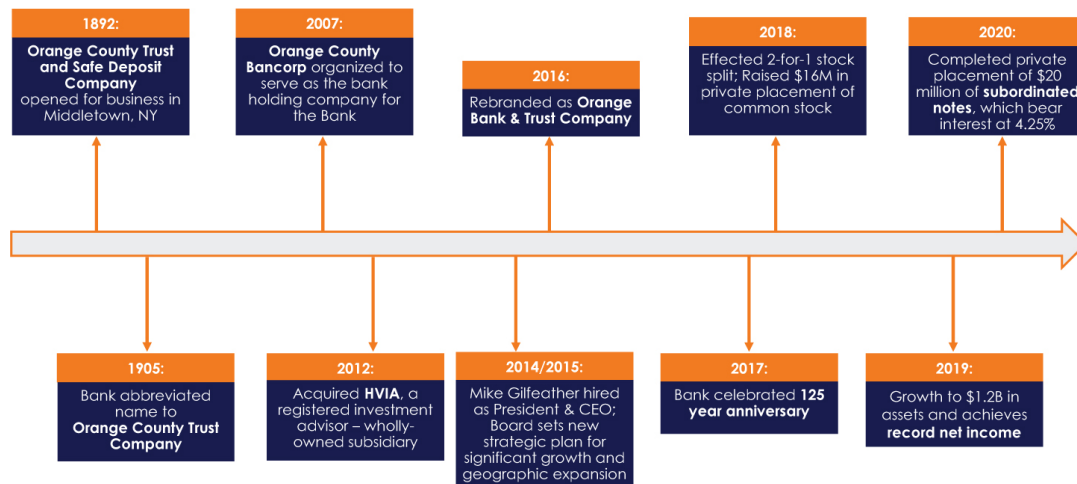 1892:
Orange County Trust
and Safe Deposit
Company
opened for business in
Middletown, NY
2007:
Orange County
Bancorp organized to
serve as the bank
holding company for
the Bank
2016:
Rebranded as Orange
Bank & Trust Company
2018:
Effected 2-for-1 stock
split; Raised $16M in
private placement of
common stock
2020:
Completed private
placement of $20
million of subordinated
notes, which bear
interest at 4.25%
1905:
Bank abbreviated
name to
Orange County Trust
Company
2012:
Acquired HVIA, a
registered investment
advisor – wholly-
owned subsidiary
2014/2015:
Mike Gilfeather hired
as President & CEO;
Board sets new
strategic plan for
significant growth and
geographic expansion
2017:
Bank celebrated 125
year anniversary
2019:
Growth to $1.2B in
assets and achieves
record net income